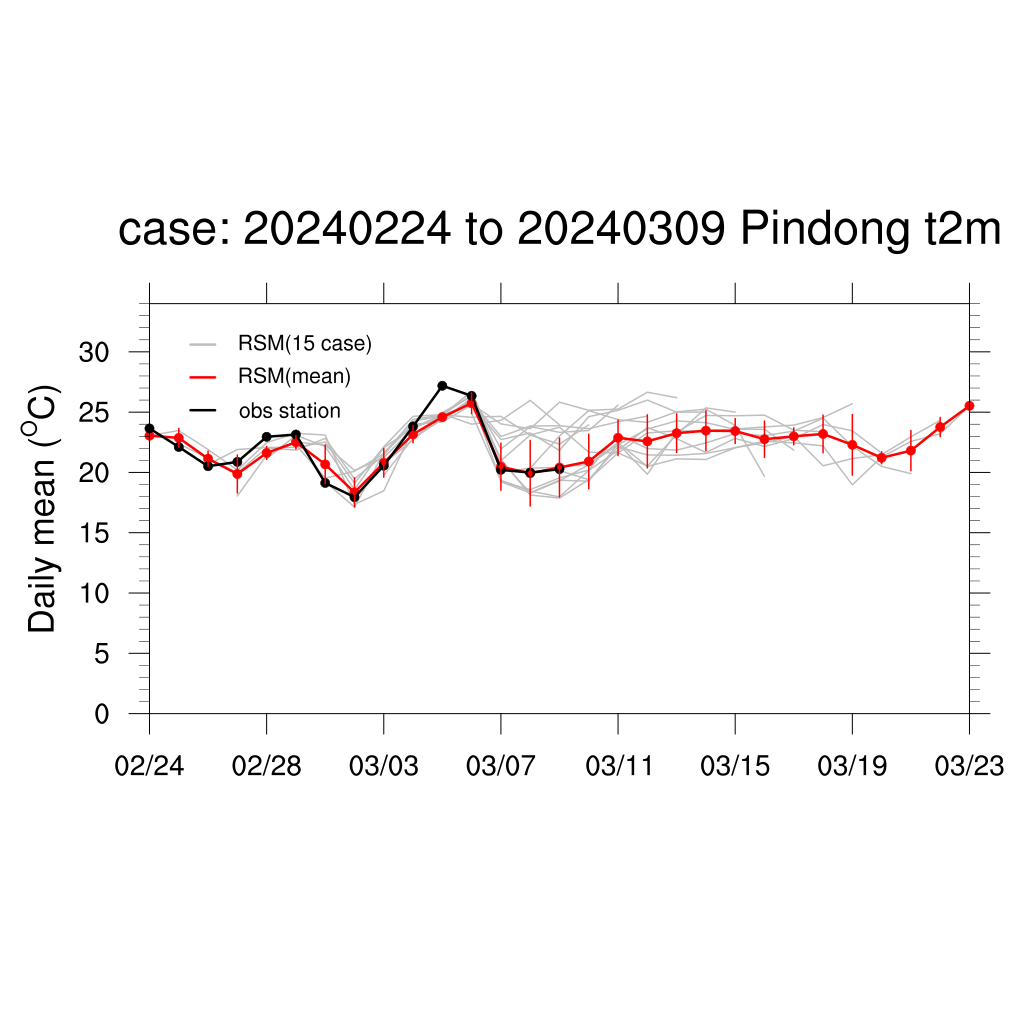 case: 20240224 to 20240309 Pindong t2m
RSM(15 case)
RSM(mean)
obs station
Daily mean (OC)
30
25
20
15
10
5
0
02/24 02/28 03/03 03/07 03/11 03/15 03/19 03/23